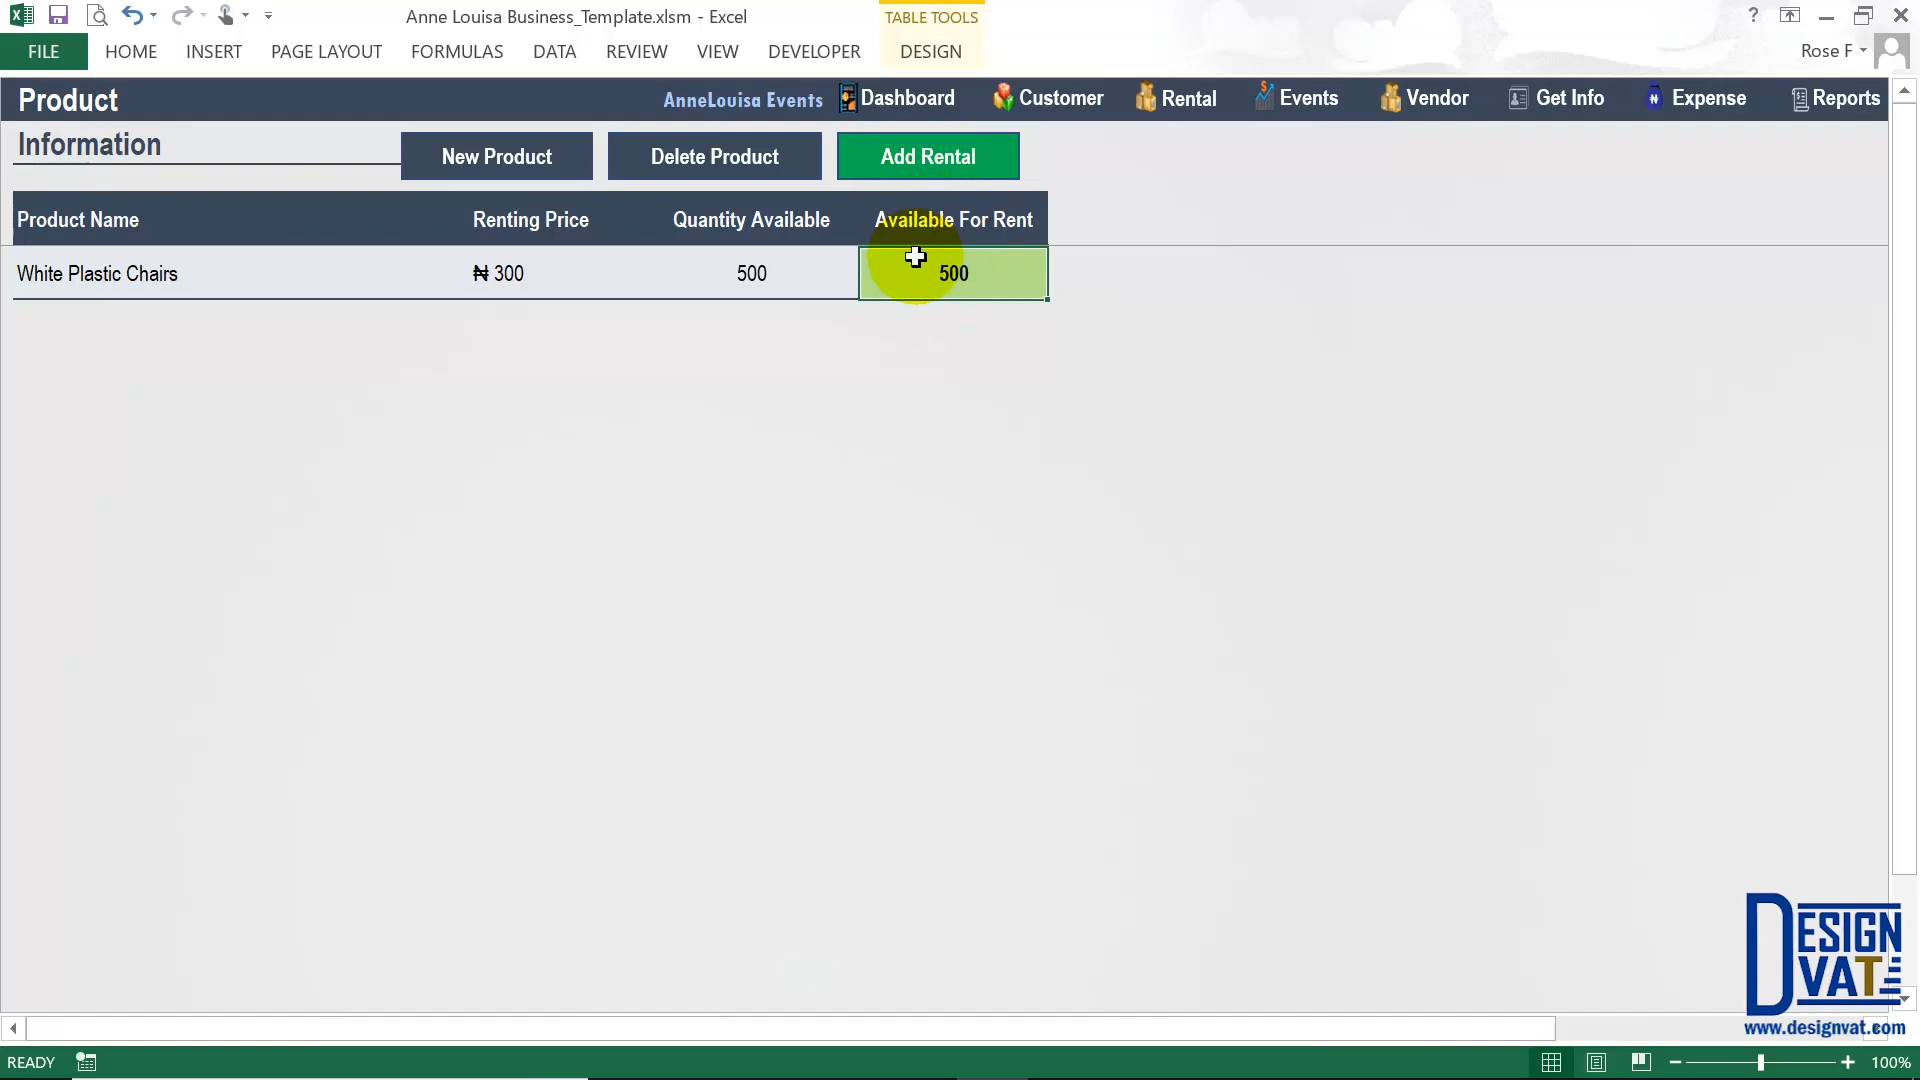 Anne Louisa Business_Template.xlsm - Excel
TABLE TOOLS
?
FILE
HOME
INSERT
PAGE LAYOUT
FORMULAS
DATA
REVIEW
VIEW
DEVELOPER
DESIGN
Rose F
Product
AnneLouisa Events
Dashboard
Customer
Rental
Events
Vendor
Get Info
Expense
Reports
Information
New Product
Delete Product
Add Rental
Product Name
Renting Price
Quantity Available
Available For Rent
White Plastic Chairs
₦ 300
500
500
DESIGN
VAT
www.designvat.com
READY
100%